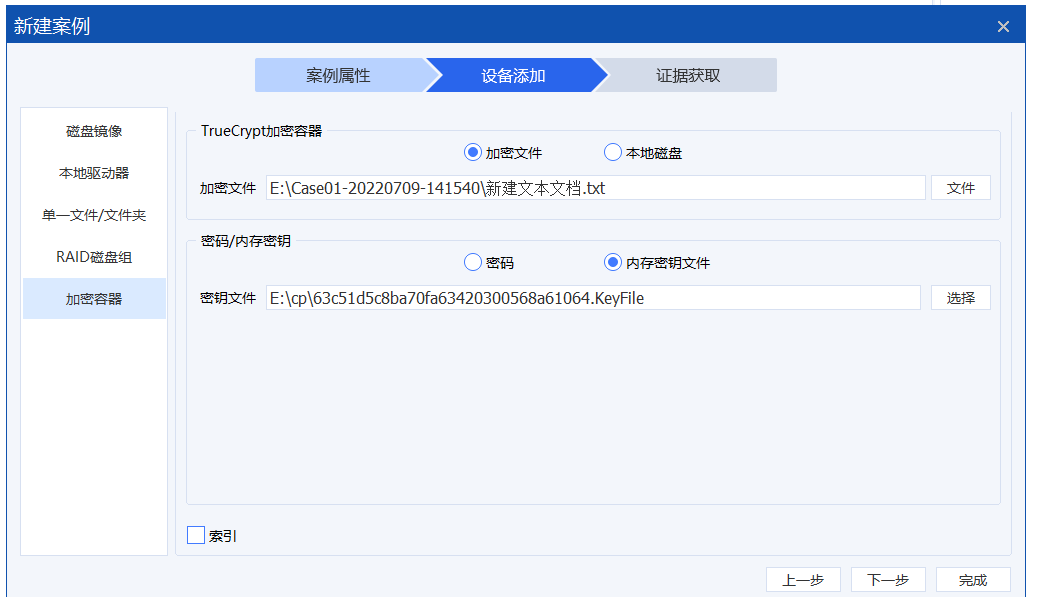 新建案例
案例属性 设备添加 证据获取
磁盘镜像
本地驱动器
单一文件/文件夹
RAID磁盘组
加密容器
TrueCrypt加密容器
加密文件 本地磁盘
加密文件 E:\Case01-20220709-141540\新建文本文档.txt 文件
密码/内存密钥
密码 内存密钥文件
密钥文件 E:\cp\63c51d5c8ba70fa63420300568a61064.KeyFile 选择
索引
上一步 下一步 完成